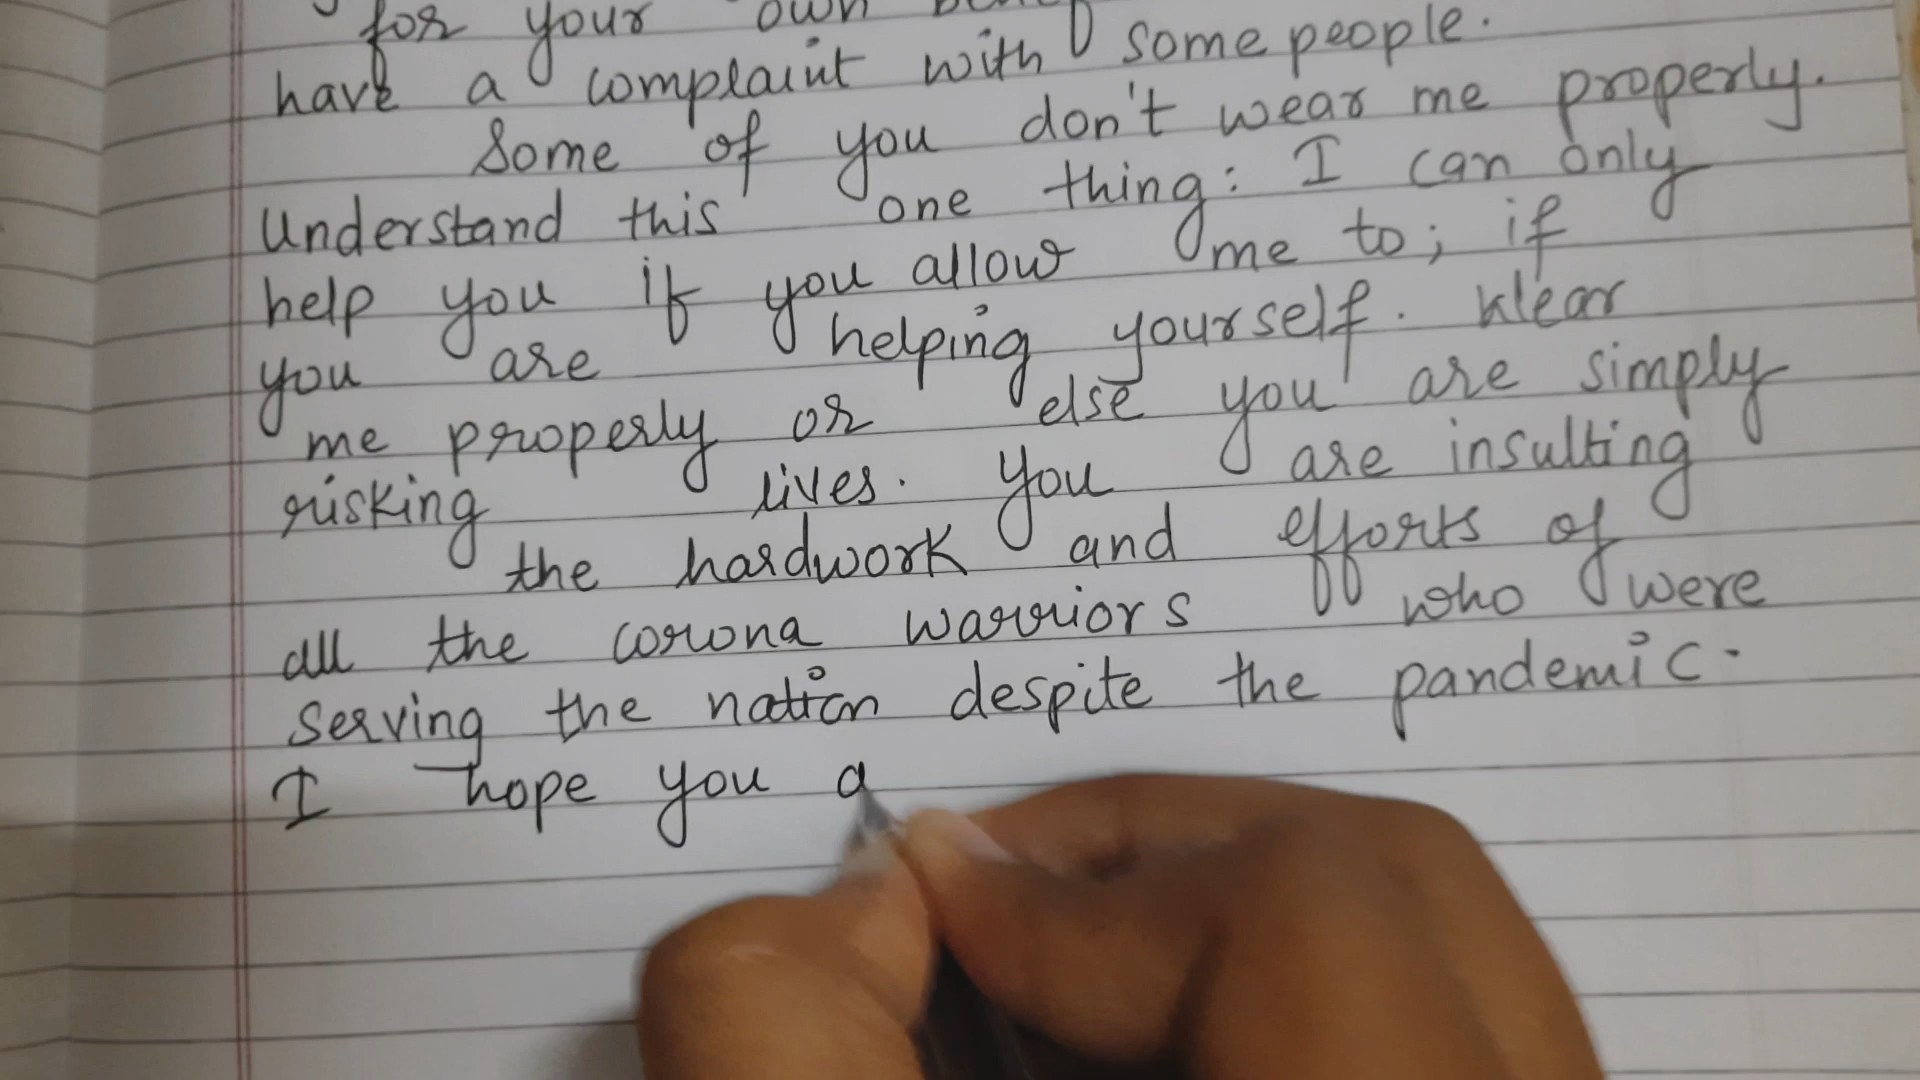 for your own
have a complaint with some people.
Some of you don't wear me properly.
Understand this one thing: I can only
help you if you allow me to; if
you are helping yourself. Wear
me properly or else you are simply
risking lives. You are insulting
the hardwork and efforts of
all the corona warriors who were
serving the nation despite the pandemic.
I hope you a